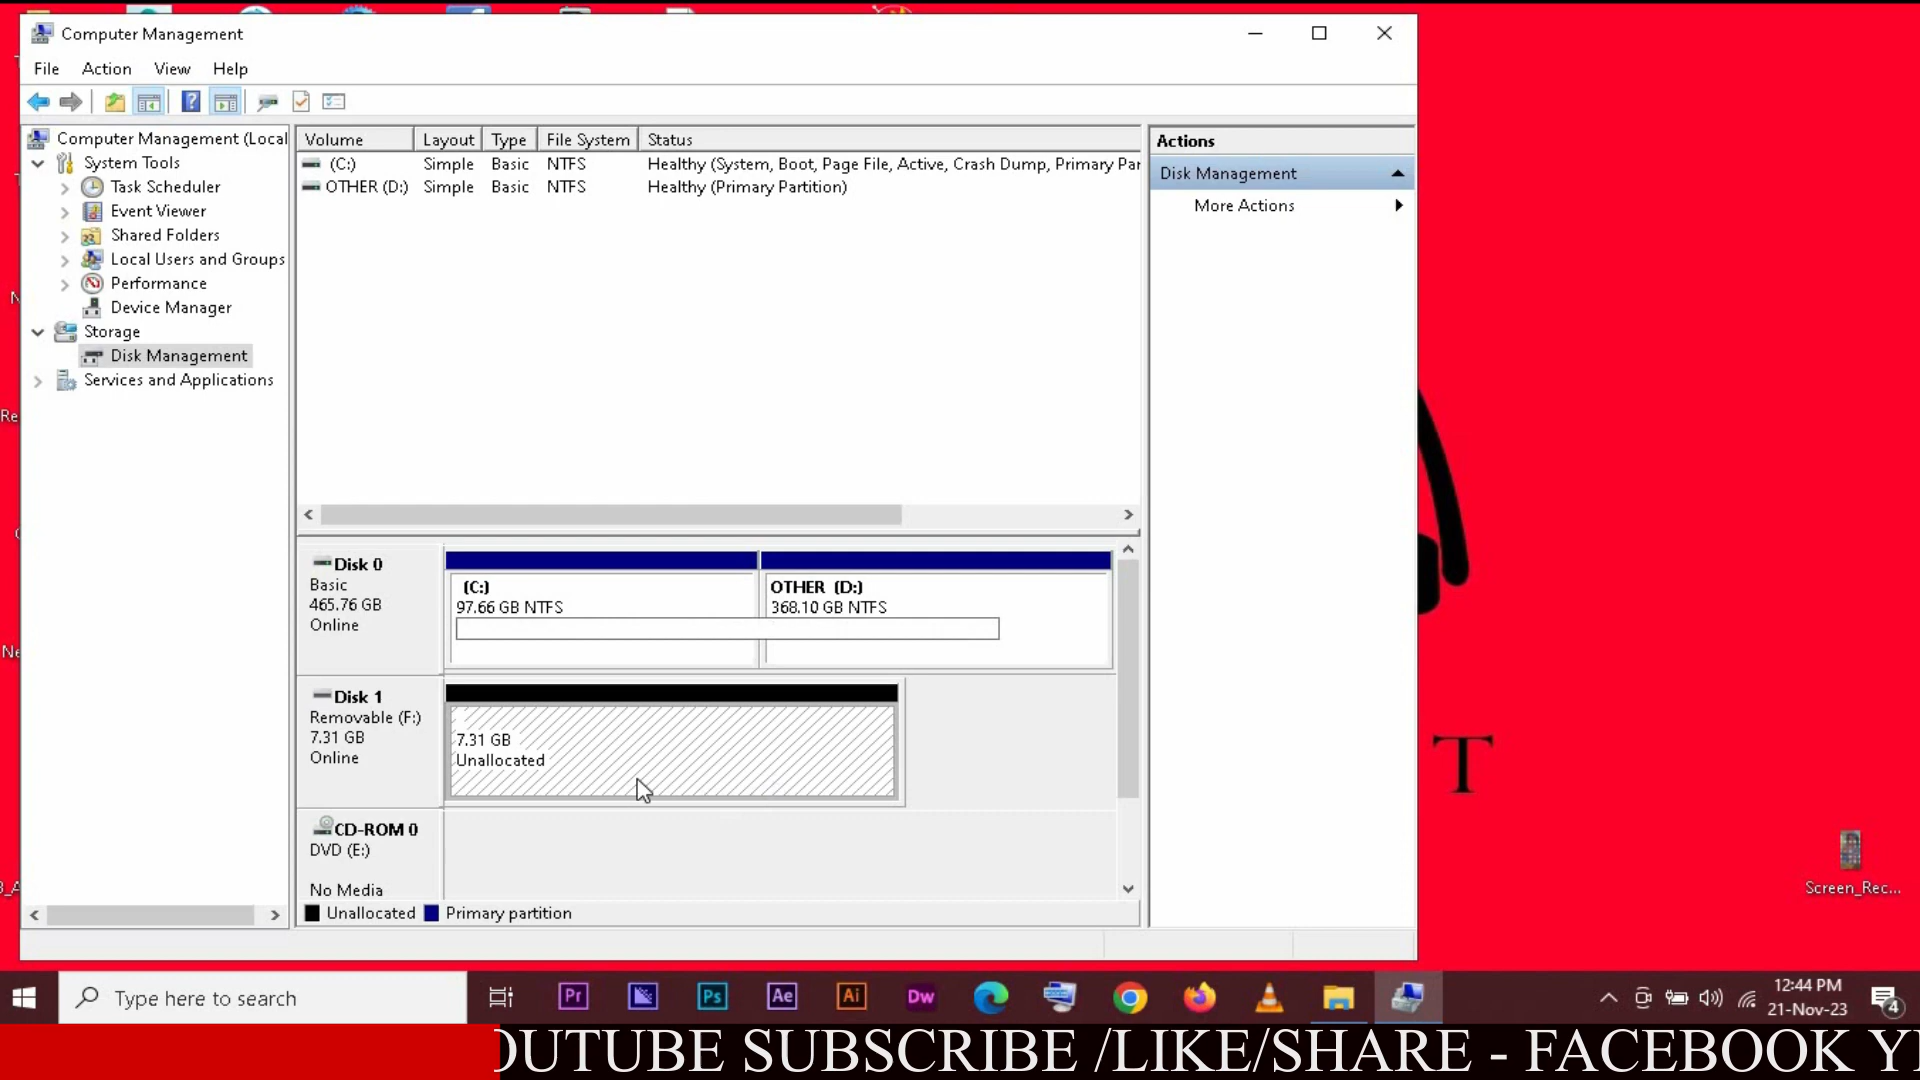 Computer Management
File Action View Help
Computer Management (Local
System Tools
Task Scheduler
Event Viewer
Shared Folders
Local Users and Groups
Performance
Device Manager
Storage
Disk Management
Services and Applications
Volume Layout Type File System Status
(C:) Simple Basic NTFS Healthy (System, Boot, Page File, Active, Crash Dump, Primary Par
OTHER (D:) Simple Basic NTFS Healthy (Primary Partition)
Actions
Disk Management
More Actions
Disk 0
Basic
465.76 GB
Online
(C:)
97.66 GB NTFS
OTHER (D:)
368.10 GB NTFS
Disk 1
Removable (F:)
7.31 GB
Online
7.31 GB
Unallocated
CD-ROM 0
DVD (E:)
No Media
Unallocated Primary partition
T
Screen_Rec...
Re
Ne
Type here to search
Pr Ps Ae Ai Dw
12:44 PM
21-Nov-23
4
OUTUBE SUBSCRIBE /LIKE/SHARE - FACEBOOK Y